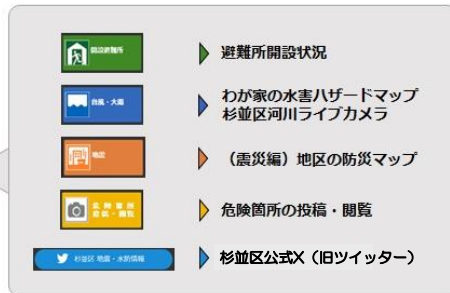 開設避難所
避難所開設状況
台風・大雨
わが家の水害ハザードマップ
杉並区河川ライブカメラ
地震
（震災編）地区の防災マップ
危険箇所
投稿・閲覧
危険箇所の投稿・閲覧
杉並区 地震・水防情報
杉並区公式X（旧ツイッター）